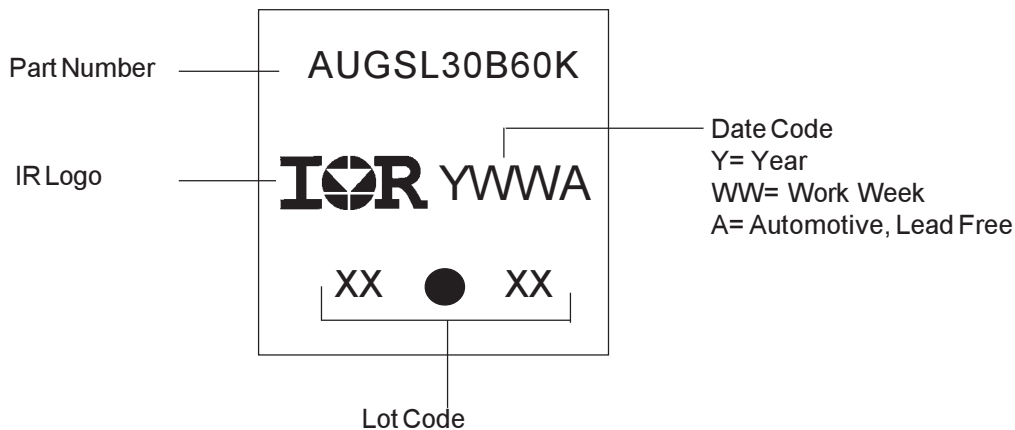 Part Number
AUGSL30B60K
IR Logo
IOR YWWA
Date Code
Y= Year
WW= Work Week
A= Automotive, Lead Free
XX XX
Lot Code